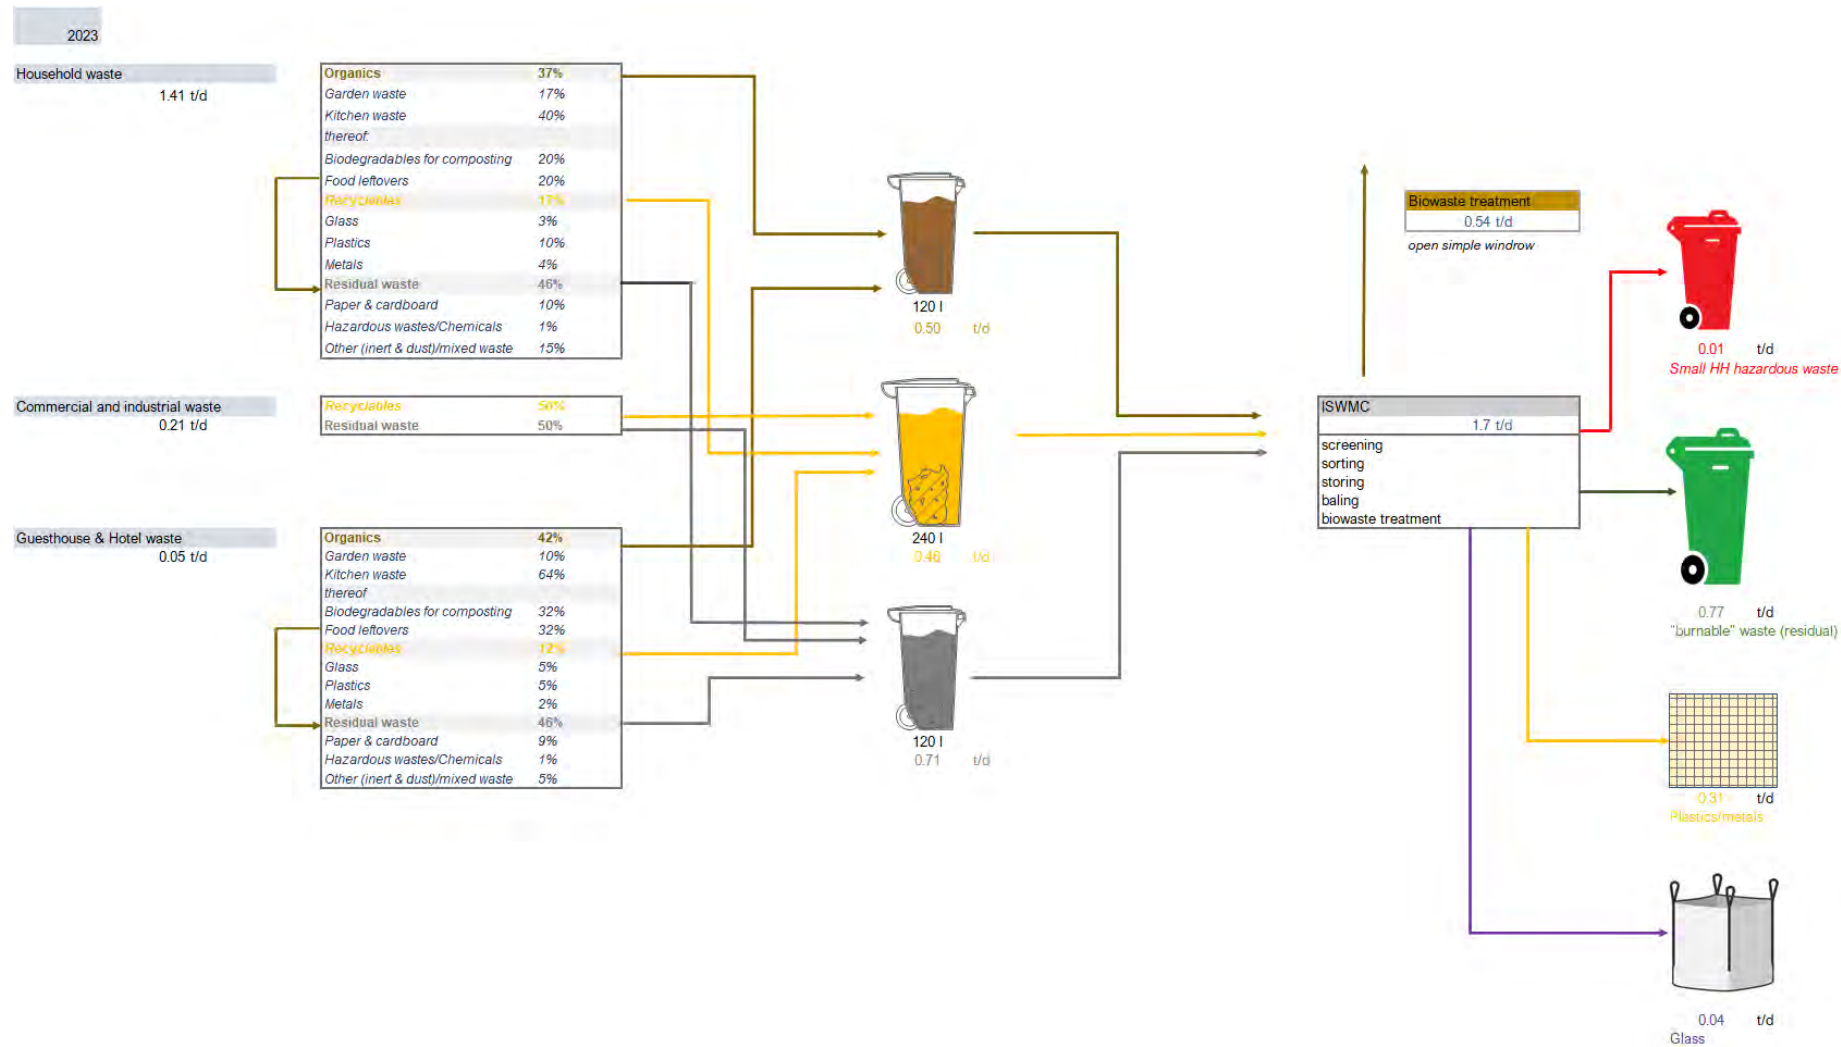 2023
Household waste
1.41 t/d
Organics 37%
Garden waste 17%
Kitchen waste 40%
thereof:
Biodegradables for composting 20%
Food leftovers 20%
Recyclables 17%
Glass 3%
Plastics 10%
Metals 4%
Residual waste 46%
Paper & cardboard 10%
Hazardous wastes/Chemicals 1%
Other (inert & dust)/mixed waste 15%
Commercial and industrial waste
0.21 t/d
Recyclables 50%
Residual waste 50%
Guesthouse & Hotel waste
0.05 t/d
Organics 42%
Garden waste 10%
Kitchen waste 64%
thereof
Biodegradables for composting 32%
Food leftovers 32%
Recyclables 12%
Glass 5%
Plastics 5%
Metals 2%
Residual waste 46%
Paper & cardboard 9%
Hazardous wastes/Chemicals 1%
Other (inert & dust)/mixed waste 5%
120 l
0.50 t/d
240 l
0.46 t/d
120 l
0.71 t/d
Biowaste treatment
0.54 t/d
open simple windrow
ISWMC
1.7 t/d
screening
sorting
storing
baling
biowaste treatment
0.01 t/d
Small HH hazardous waste
0.77 t/d
"burnable" waste (residual)
0.31 t/d
Plastics/metals
0.04 t/d
Glass